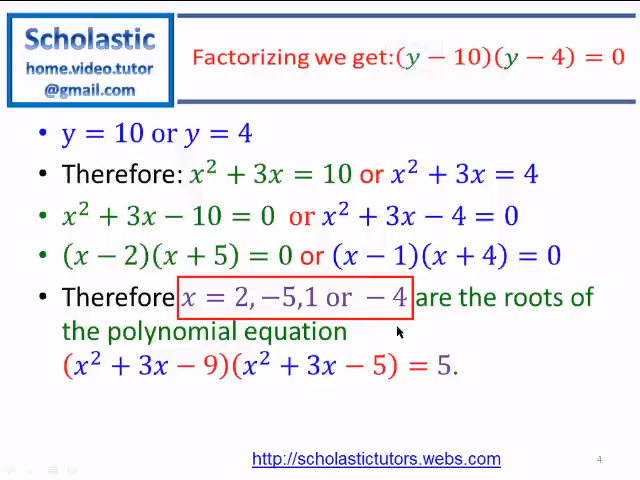 Scholastic
home.video.tutor
@gmail.com
Factorizing we get:(y − 10)(y − 4) = 0
• y = 10 or y = 4
• Therefore: x² + 3x = 10 or x² + 3x = 4
• x² + 3x − 10 = 0 or x² + 3x − 4 = 0
• (x − 2)(x + 5) = 0 or (x − 1)(x + 4) = 0
• Therefore x = 2, −5,1 or − 4 are the roots of
the polynomial equation
(x² + 3x − 9)(x² + 3x − 5) = 5.
http://scholastictutors.webs.com
4